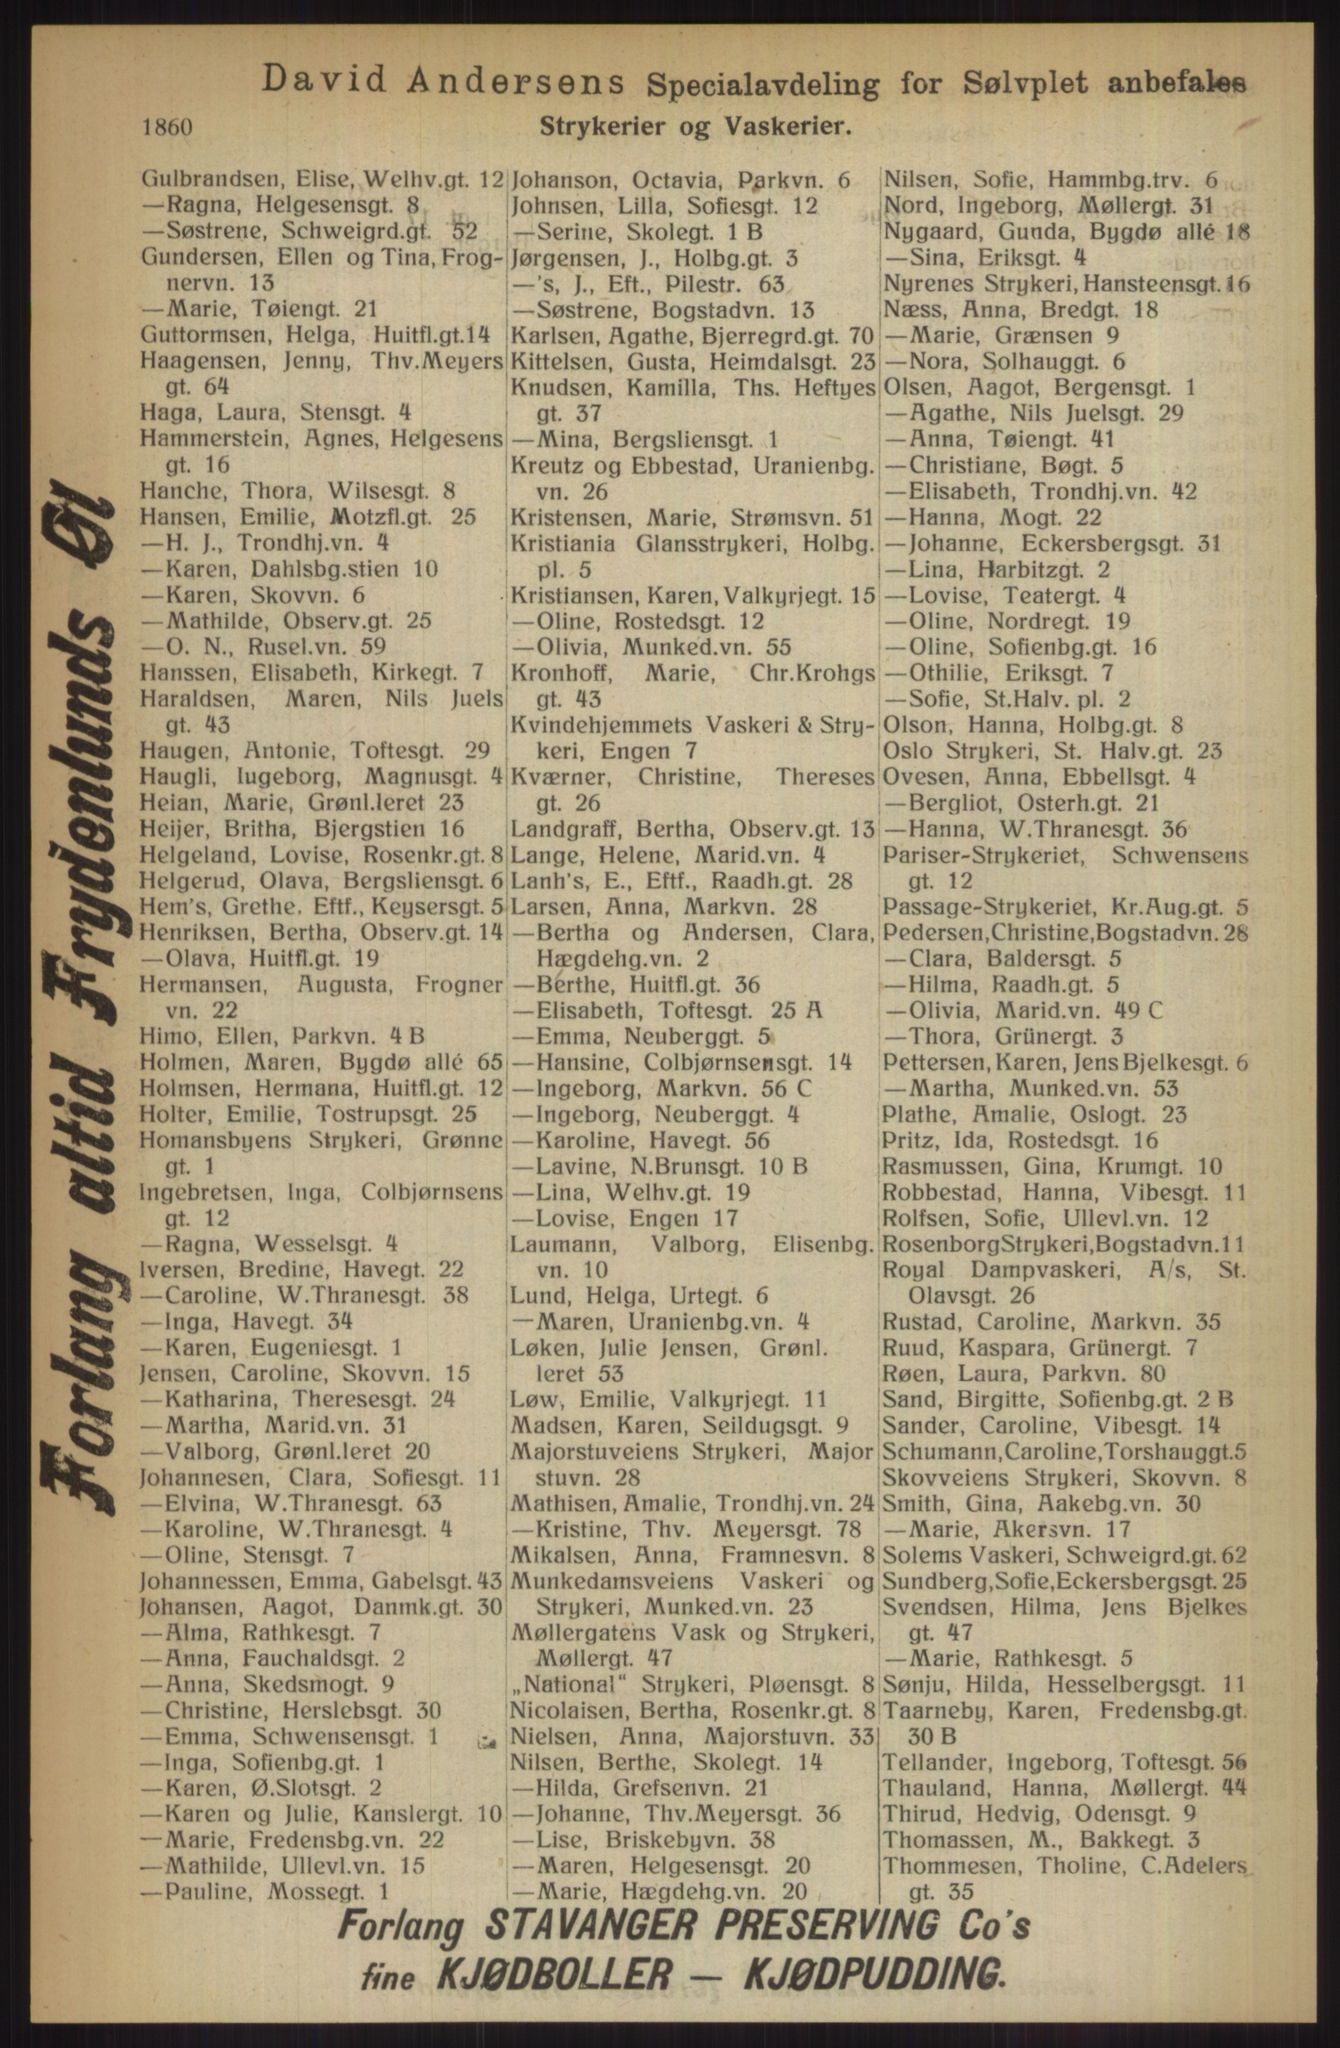 David Andersens Specialavdeling for Sølvplet anbefales
1860
Strykerier og Vaskerier.
Gulbrandsen, Elise, Welhv.gt. 12
—Ragna, Helgesensgt. 8
—Søstrene, Schweigrd.gt. 52
Gundersen, Ellen og Tina, Frog-
nervn. 13
—Marie, Tøiengt. 21
Guttormsen, Helga, Huitfl.gt.14
Haagensen, Jenny, Thv.Meyers
gt. 64
Haga, Laura, Stensgt. 4
Hammerstein, Agnes, Helgesens
gt. 16
Hanche, Thora, Wilsesgt. 8
Hansen, Emilie, Motzfl.gt. 25
—H. J., Trondhj.vn. 4
—Karen, Dahlsbg.stien 10
—Karen, Skovvn. 6
—Mathilde, Observ.gt. 25
—O. N., Rusel.vn. 59
Hanssen, Elisabeth, Kirkegt. 7
Haraldsen, Maren, Nils Juels
gt. 43
Haugen, Antonie, Toftesgt. 29
Haugli, Iugeborg, Magnusgt. 4
Heian, Marie, Grønl.leret 23
Heijer, Britha, Bjergstien 16
Helgeland, Lovise, Rosenkr.gt. 8
Helgerud, Olava, Bergsliensgt. 6
Hem's, Grethe. Eftf., Keysersgt. 5
Henriksen, Bertha, Observ.gt. 14
—Olava, Huitfl.gt. 19
Hermansen, Augusta, Frogner
vn. 22
Himo, Ellen, Parkvn. 4 B
Holmen, Maren, Bygdø allé 65
Holmsen, Hermana, Huitfl.gt. 12
Holter, Emilie, Tostrupsgt. 25
Homansbyens Strykeri, Grønne
gt. 1
Ingebretsen, Inga, Colbjørnsens
gt. 12
—Ragna, Wesselsgt. 4
Iversen, Bredine, Havegt. 22
—Caroline, W.Thranesgt. 38
—Inga, Havegt. 34
—Karen, Eugeniesgt. 1
Jensen, Caroline, Skovvn. 15
—Katharina, Theresesgt. 24
—Martha, Marid.vn. 31
—Valborg, Grønl.leret 20
Johannesen, Clara, Sofiesgt. 11
—Elvina, W.Thranesgt. 63
—Karoline, W.Thranesgt. 4
—Oline, Stensgt. 7
Johannessen, Emma, Gabelsgt. 43
Johansen, Aagot, Danmk.gt. 30
—Alma, Rathkesgt. 7
—Anna, Fauchaldsgt. 2
—Anna, Skedsmogt. 9
—Christine, Herslebsgt. 30
—Emma, Schwensensgt. 1
—Inga, Sofienbg.gt. 1
—Karen, Ø.Slotsgt. 2
—Karen og Julie, Kanslergt. 10
—Marie, Fredensbg.vn. 22
—Mathilde, Ullevl.vn. 15
—Pauline, Mossegt. 1
Johanson, Octavia, Parkvn. 6
Johnsen, Lilla, Sofiesgt. 12
—Serine, Skolegt. 1 B
Jørgensen, J., Holbg.gt. 3
—'s, J., Eft., Pilestr. 63
—Søstrene, Bogstadvn. 13
Karlsen, Agathe, Bjerregrd.gt. 70
Kittelsen, Gusta, Heimdalsgt. 23
Knudsen, Kamilla, Ths. Heftyes
gt. 37
—Mina, Bergsliensgt. 1
Kreutz og Ebbestad, Uranienbg.
vn. 26
Kristensen, Marie, Strømsvn. 51
Kristiania Glansstrykeri, Holbg.
pl. 5
Kristiansen, Karen, Valkyrjegt. 15
—Oline, Rostedsgt. 12
—Olivia, Munked.vn. 55
Kronhoff, Marie, Chr.Krohgs
gt. 43
Kvindehjemmets Vaskeri & Stry-
keri, Engen 7
Kværner, Christine, Thereses
gt. 26
Landgraff, Bertha, Observ.gt. 13
Lange, Helene, Marid.vn. 4
Lanh's, E., Eftf., Raadh.gt. 28
Larsen, Anna, Markvn. 28
—Bertha og Andersen, Clara,
Hægdehg.vn. 2
—Berthe, Huitfl.gt. 36
—Elisabeth, Toftesgt. 25 A
—Emma, Neuberggt. 5
—Hansine, Colbjørnsensgt. 14
—Ingeborg, Markvn. 56 C
—Ingeborg, Neuberggt. 4
—Karoline, Havegt. 56
—Lavine, N.Brunsgt. 10 B
—Lina, Welhv.gt. 19
—Lovise, Engen 17
Laumann, Valborg, Elisenbg.
vn. 10
Lund, Helga, Urtegt. 6
—Maren, Uranienbg.vn. 4
Løken, Julie Jensen, Grønl.
leret 53
Løw, Emilie, Valkyrjegt. 11
Madsen, Karen, Seildugsgt. 9
Majorstuveiens Strykeri, Major
stuvn. 28
Mathisen, Amalie, Trondhj.vn. 24
—Kristine, Thv. Meyersgt. 78
Mikalsen, Anna, Framnesvn. 8
Munkedamsveiens Vaskeri og
Strykeri, Munked.vn. 23
Møllergatens Vask og Strykeri,
Møllergt. 47
„National" Strykeri, Pløensgt. 8
Nicolaisen, Bertha, Rosenkr.gt. 8
Nielsen, Anna, Majorstuvn. 33
Nilsen, Berthe, Skolegt. 14
—Hilda, Grefsenvn. 21
—Johanne, Thv.Meyersgt. 36
—Lise, Briskebyvn. 38
—Maren, Helgesensgt. 20
—Marie, Hægdehg.vn. 20
Nilsen, Sofie, Hammbg.trv. 6
Nord, Ingeborg, Møllergt. 31
Nygaard, Gunda, Bygdø allé 18
—Sina, Eriksgt. 4
Nyrenes Strykeri, Hansteensgt. 16
Næss, Anna, Bredgt. 18
—Marie, Grænsen 9
—Nora, Solhauggt. 6
Olsen, Aagot, Bergensgt. 1
—Agathe, Nils Juelsgt. 29
—Anna, Tøiengt. 41
—Christiane, Bøgt. 5
—Elisabeth, Trondhj.vn. 42
—Hanna, Mogt. 22
—Johanne, Eckersbergsgt. 31
—Lina, Harbitzgt. 2
—Lovise, Teatergt. 4
—Oline, Nordregt. 19
—Oline, Sofienbg.gt. 16
—Othilie, Eriksgt. 7
—Sofie, St.Halv. pl. 2
Olson, Hanna, Holbg.gt. 8
Oslo Strykeri, St. Halv.gt. 23
Ovesen, Anna, Ebbellsgt. 4
—Bergliot, Osterh.gt. 21
—Hanna, W.Thranesgt. 36
Pariser-Strykeriet, Schwensens
gt. 12
Passage-Strykeriet, Kr.Aug.gt. 5
Pedersen,Christine,Bogstadvn. 28
—Clara, Baldersgt. 5
—Hilma, Raadh.gt. 5
—Olivia, Marid.vn. 49 C
—Thora, Grünergt. 3
Pettersen, Karen, Jens Bjelkesgt. 6
—Martha, Munked.vn. 53
Plathe, Amalie, Oslogt. 23
Pritz, Ida, Rostedsgt. 16
Rasmussen, Gina, Krumgt. 10
Robbestad, Hanna, Vibesgt. 11
Rolfsen, Sofie, Ullevl.vn. 12
RosenborgStrykeri,Bogstadvn.11
Royal Dampvaskeri, A/s, St.
Olavsgt. 26
Rustad, Caroline, Markvn. 35
Ruud, Kaspara, Grünergt. 7
Røen, Laura, Parkvn. 80
Sand, Birgitte, Sofienbg.gt. 2 B
Sander, Caroline, Vibesgt. 14
Schumann,Caroline,Torshauggt.5
Skovveiens Strykeri, Skovvn. 8
Smith, Gina, Aakebg.vn. 30
—Marie, Akersvn. 17
Solems Vaskeri, Schweigrd.gt. 62
Sundberg,Sofie,Eckersbergsgt. 25
Svendsen, Hilma, Jens Bjelkes
gt. 47
—Marie, Rathkesgt. 5
Sønju, Hilda, Hesselbergsgt. 11
Taarneby, Karen, Fredensbg.gt.
30 B
Tellander, Ingeborg, Toftesgt. 56
Thauland, Hanna, Møllergt. 44
Thirud, Hedvig, Odensgt. 9
Thomassen, M., Bakkegt. 3
Thommesen, Tholine, C.Adelers
gt. 35
Forlang altid Frydenlunds Øl
Forlang STAVANGER PRESERVING Co's
fine KJØDBOLLER — KJØDPUDDING.